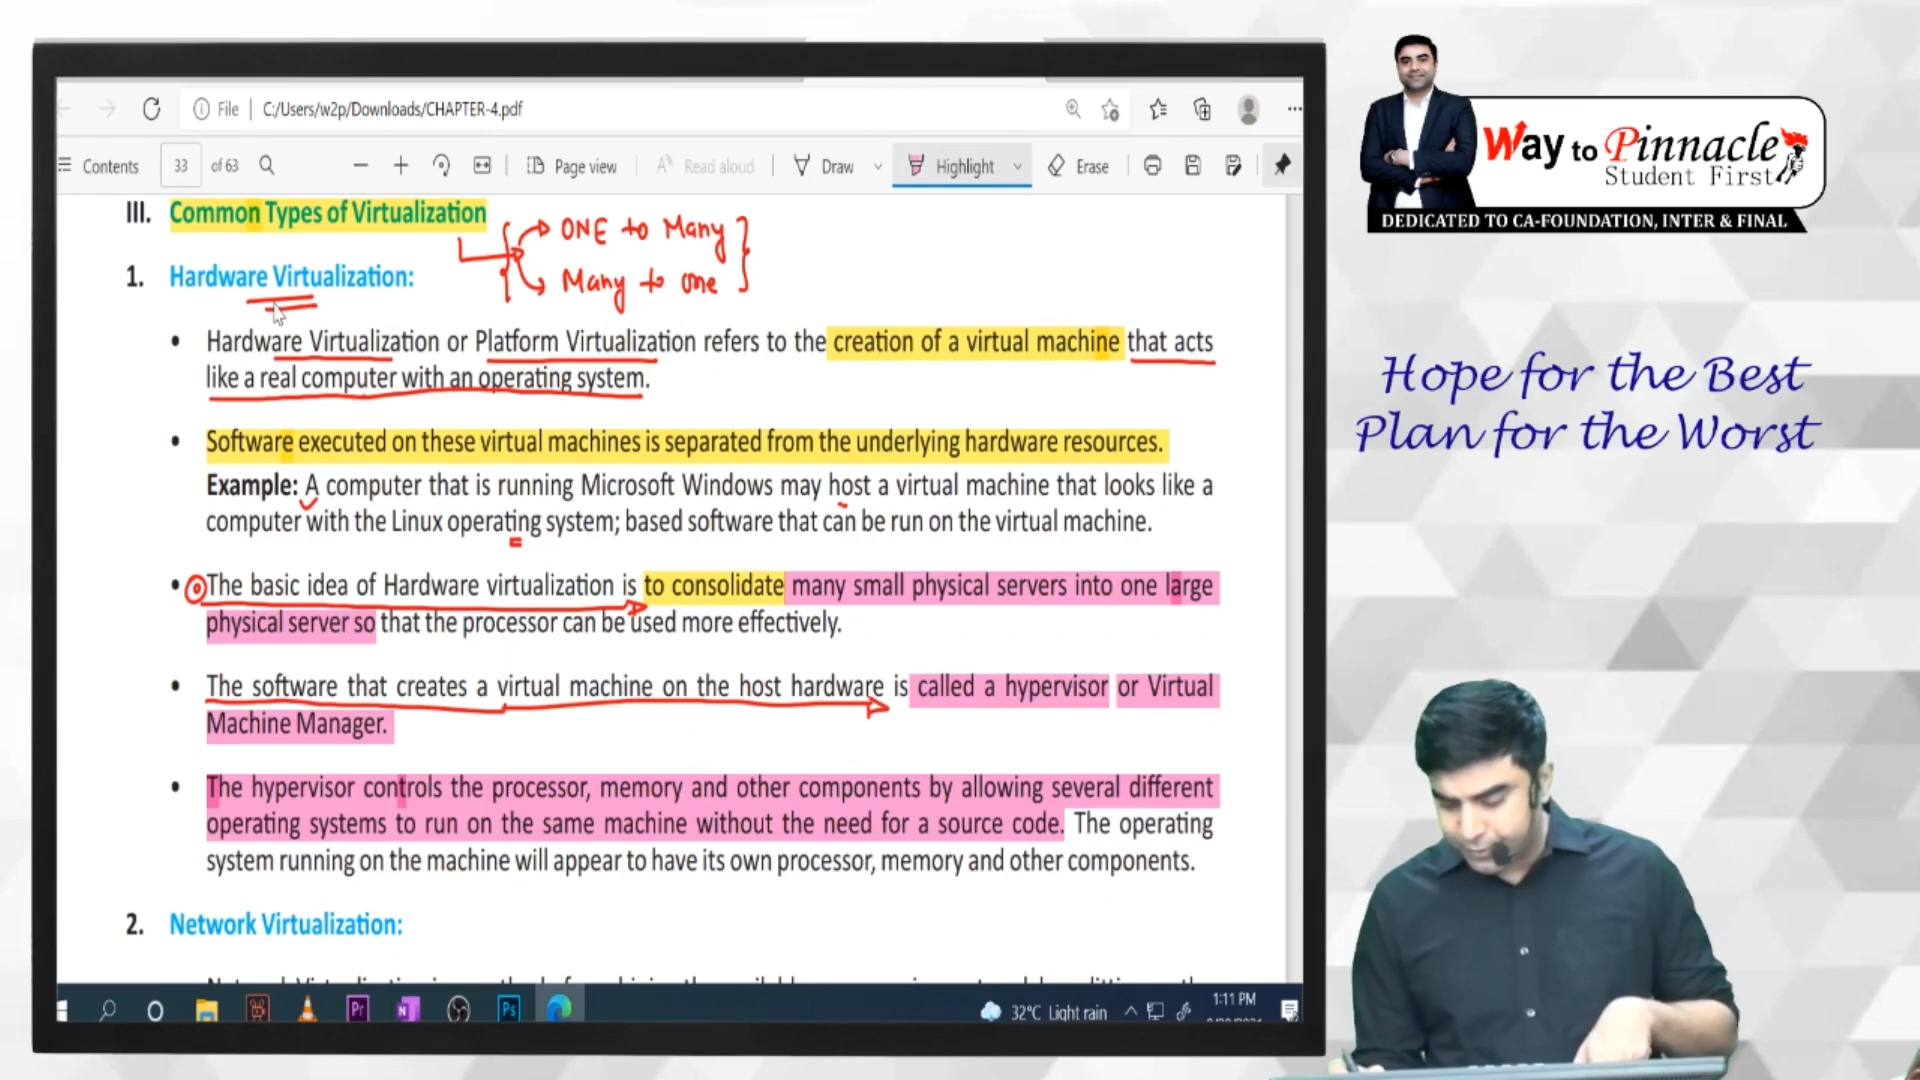 File | C:/Users/w2p/Downloads/CHAPTER-4.pdf
Contents 33 of 63 Page view Read aloud Draw Highlight Erase
III. Common Types of Virtualization
ONE to Many
Many to one
1. Hardware Virtualization:
• Hardware Virtualization or Platform Virtualization refers to the creation of a virtual machine that acts
like a real computer with an operating system.
• Software executed on these virtual machines is separated from the underlying hardware resources.
Example: A computer that is running Microsoft Windows may host a virtual machine that looks like a
computer with the Linux operating system; based software that can be run on the virtual machine.
• The basic idea of Hardware virtualization is to consolidate many small physical servers into one large
physical server so that the processor can be used more effectively.
• The software that creates a virtual machine on the host hardware is called a hypervisor or Virtual
Machine Manager.
• The hypervisor controls the processor, memory and other components by allowing several different
operating systems to run on the same machine without the need for a source code. The operating
system running on the machine will appear to have its own processor, memory and other components.
2. Network Virtualization:
Pr N Ps
32°C Light rain
1:11 PM
Way to Pinnacle
Student First
DEDICATED TO CA-FOUNDATION, INTER & FINAL
Hope for the Best
Plan for the Worst